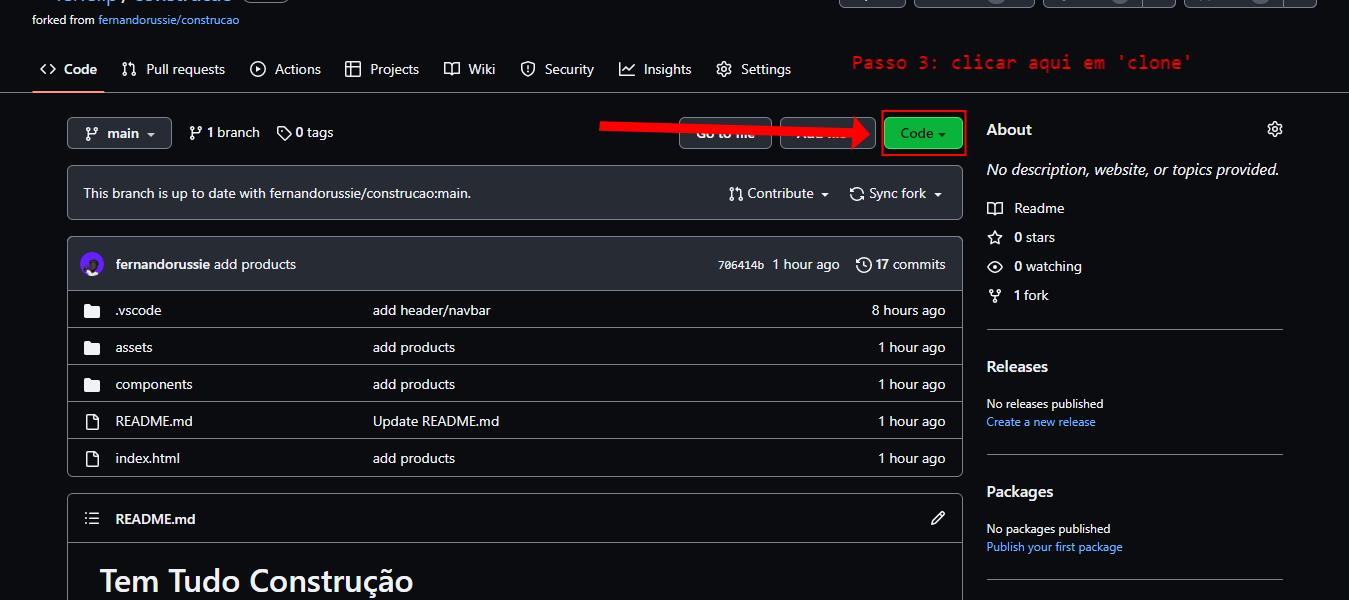 forked from fernandorussie/construcao
Code Pull requests Actions Projects Wiki Security Insights Settings
Passo 3: clicar aqui em 'clone'
main 1 branch 0 tags
Go to file Code
This branch is up to date with fernandorussie/construcao:main.
Contribute Sync fork
fernandorussie add products 706414b 1 hour ago 17 commits
.vscode add header/navbar 8 hours ago
assets add products 1 hour ago
components add products 1 hour ago
README.md Update README.md 1 hour ago
index.html add products 1 hour ago
README.md
Tem Tudo Construção
About
No description, website, or topics provided.
Readme
0 stars
0 watching
1 fork
Releases
No releases published
Create a new release
Packages
No packages published
Publish your first package